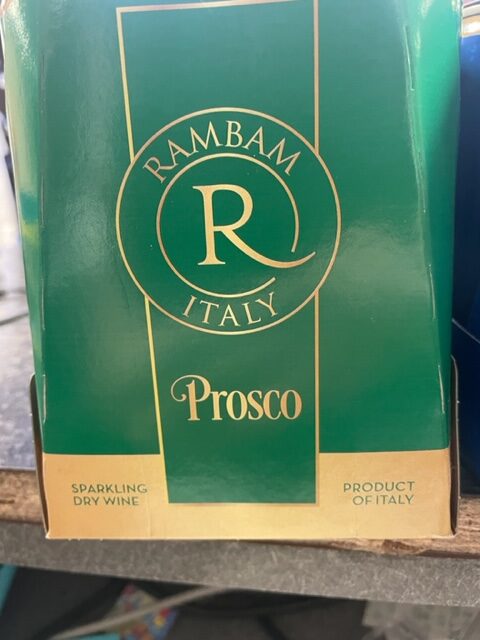 RAMBAM
R
ITALY
Prosco
SPARKLING
DRY WINE
PRODUCT
OF ITALY